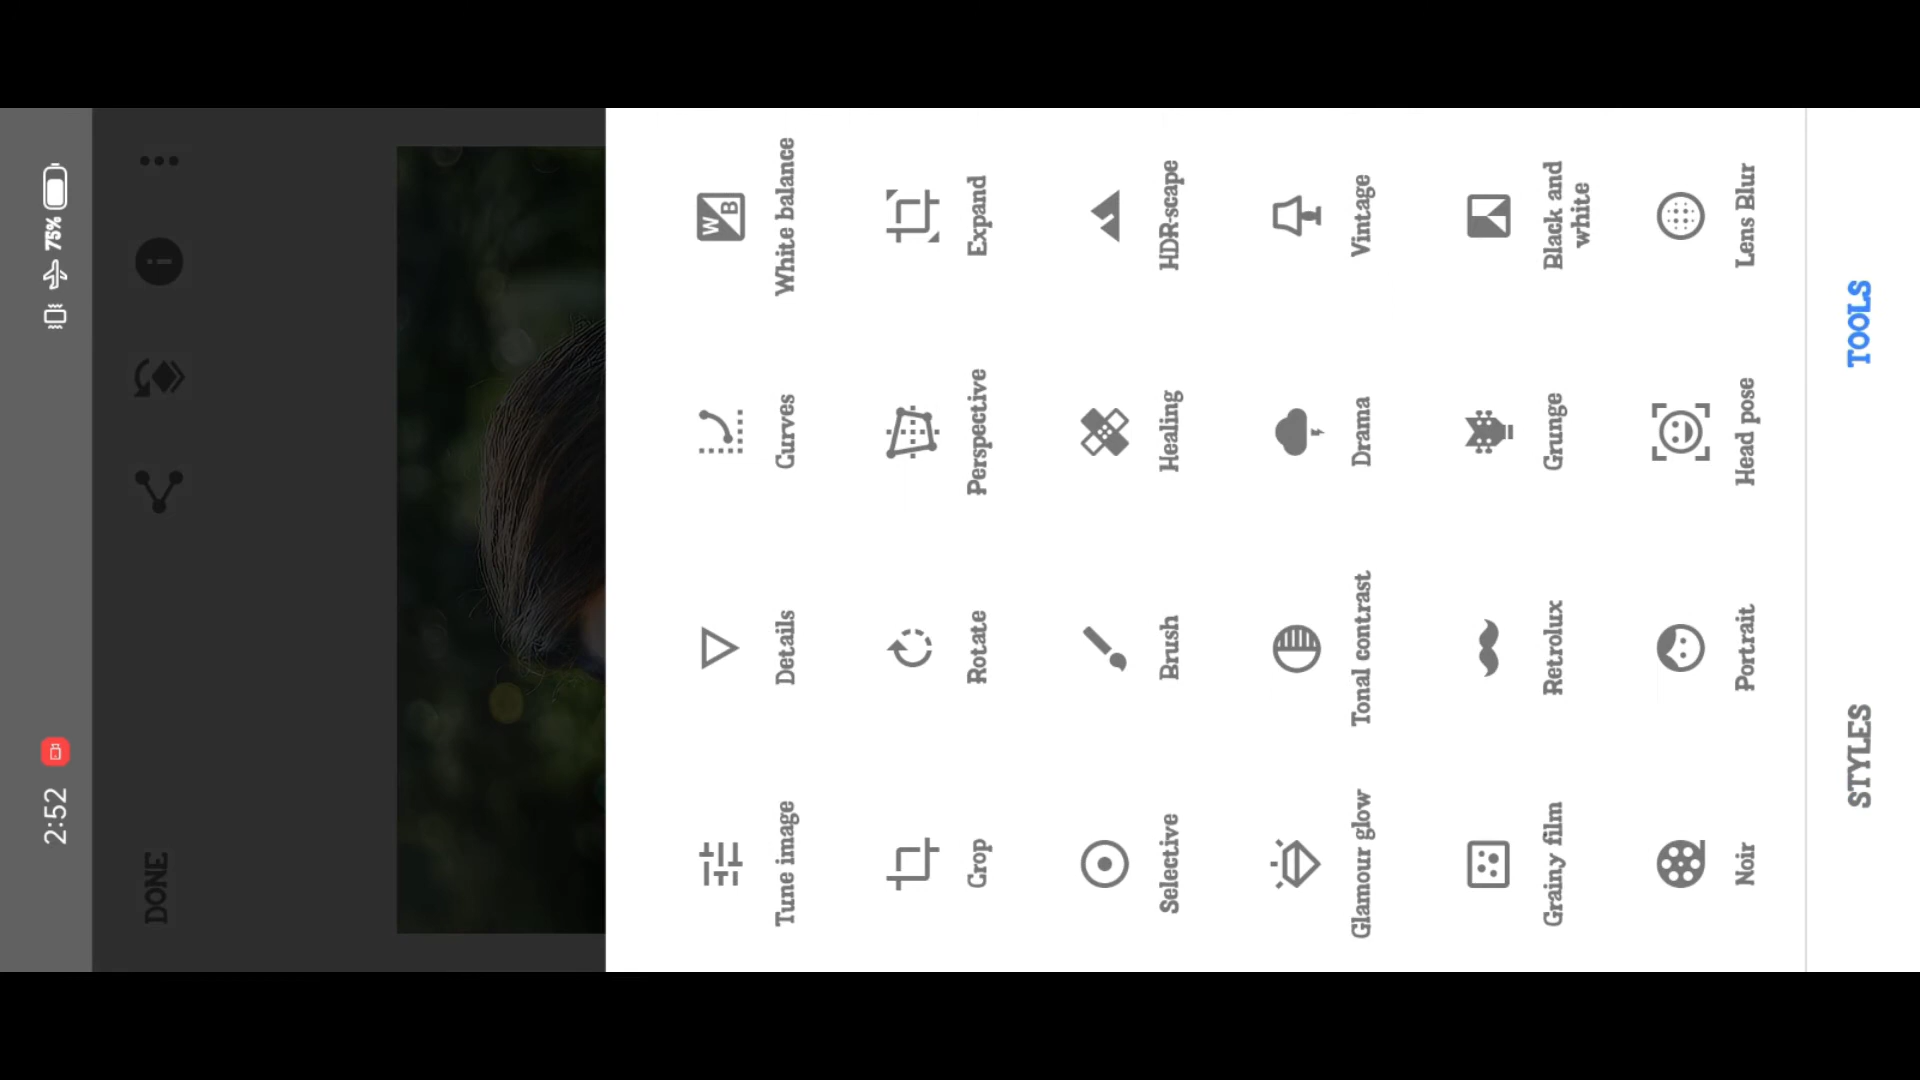 2:52
75%
DONE
Tune image
Details
Curves
W B
White balance
Crop
Rotate
Perspective
Expand
Selective
Brush
Healing
HDR-scape
Glamour glow
Tonal contrast
Drama
Vintage
Grainy film
Retrolux
Grunge
Black and
white
Noir
Portrait
Head pose
Lens Blur
STYLES
TOOLS